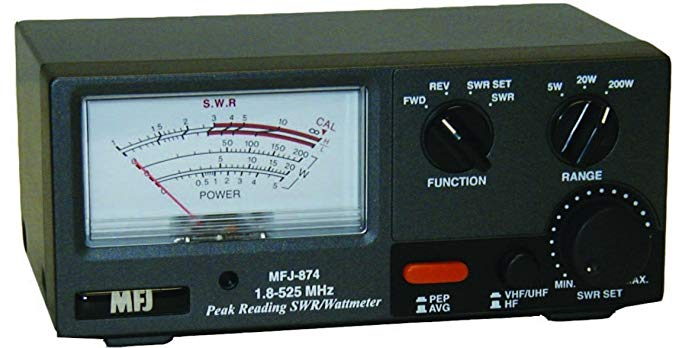 S.W.R
1 1.5 2 3 4 5 10 ∞ CAL
H
L
50 100 150 200
5 10 15 20 W
0.5 1 2 3 4 5
POWER
MFJ-874
1.8-525 MHz
Peak Reading SWR/Wattmeter
MFJ
FWD REV SWR SET SWR
FUNCTION
5W 20W 200W
RANGE
PEP
AVG
VHF/UHF
HF
MIN. MAX.
SWR SET